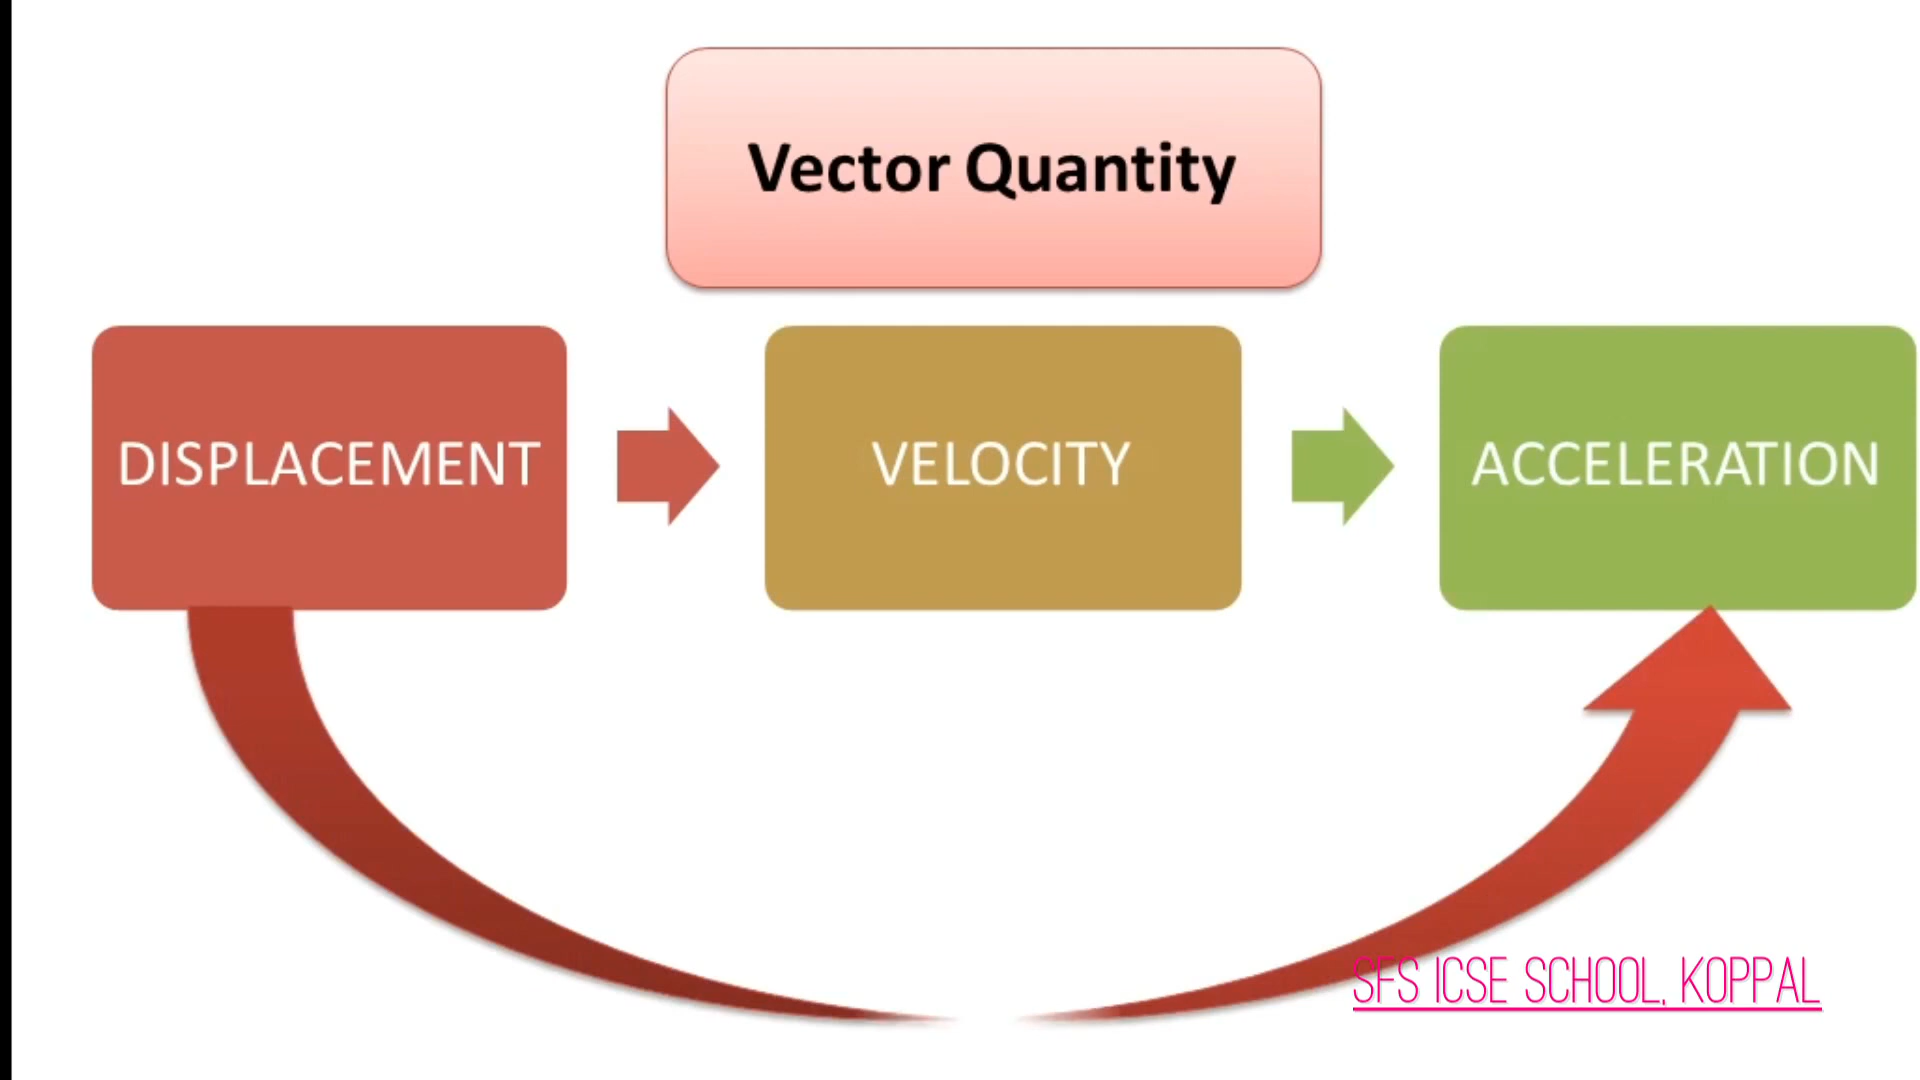 Vector Quantity
DISPLACEMENT
VELOCITY
ACCELERATION
SFS ICSE SCHOOL, KOPPAL